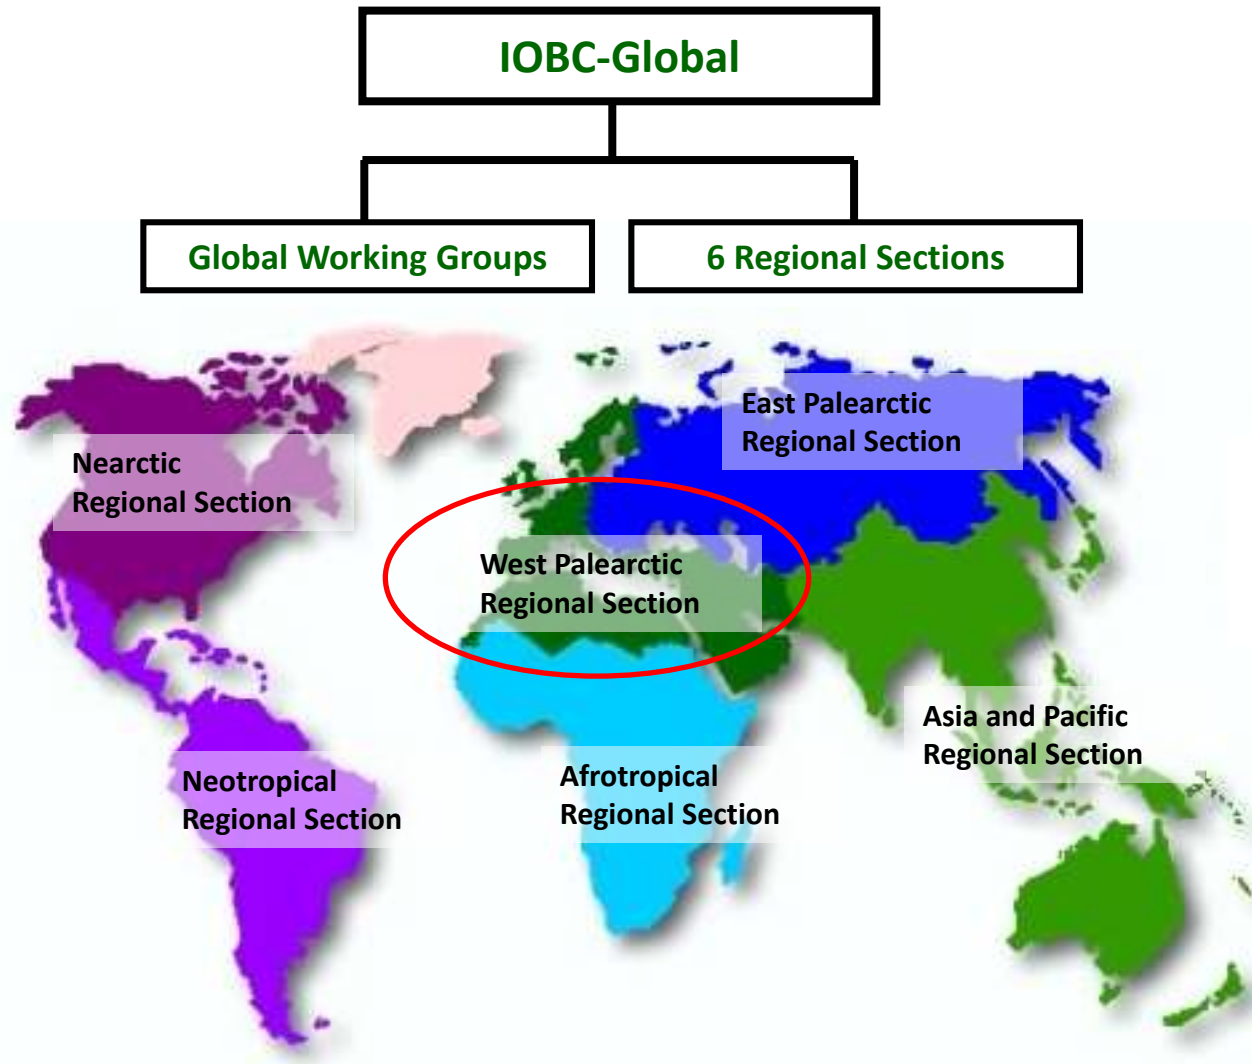 IOBC-Global
Global Working Groups
6 Regional Sections
East Palearctic
Regional Section
Nearctic
Regional Section
West Palearctic
Regional Section
Asia and Pacific
Regional Section
Neotropical
Regional Section
Afrotropical
Regional Section